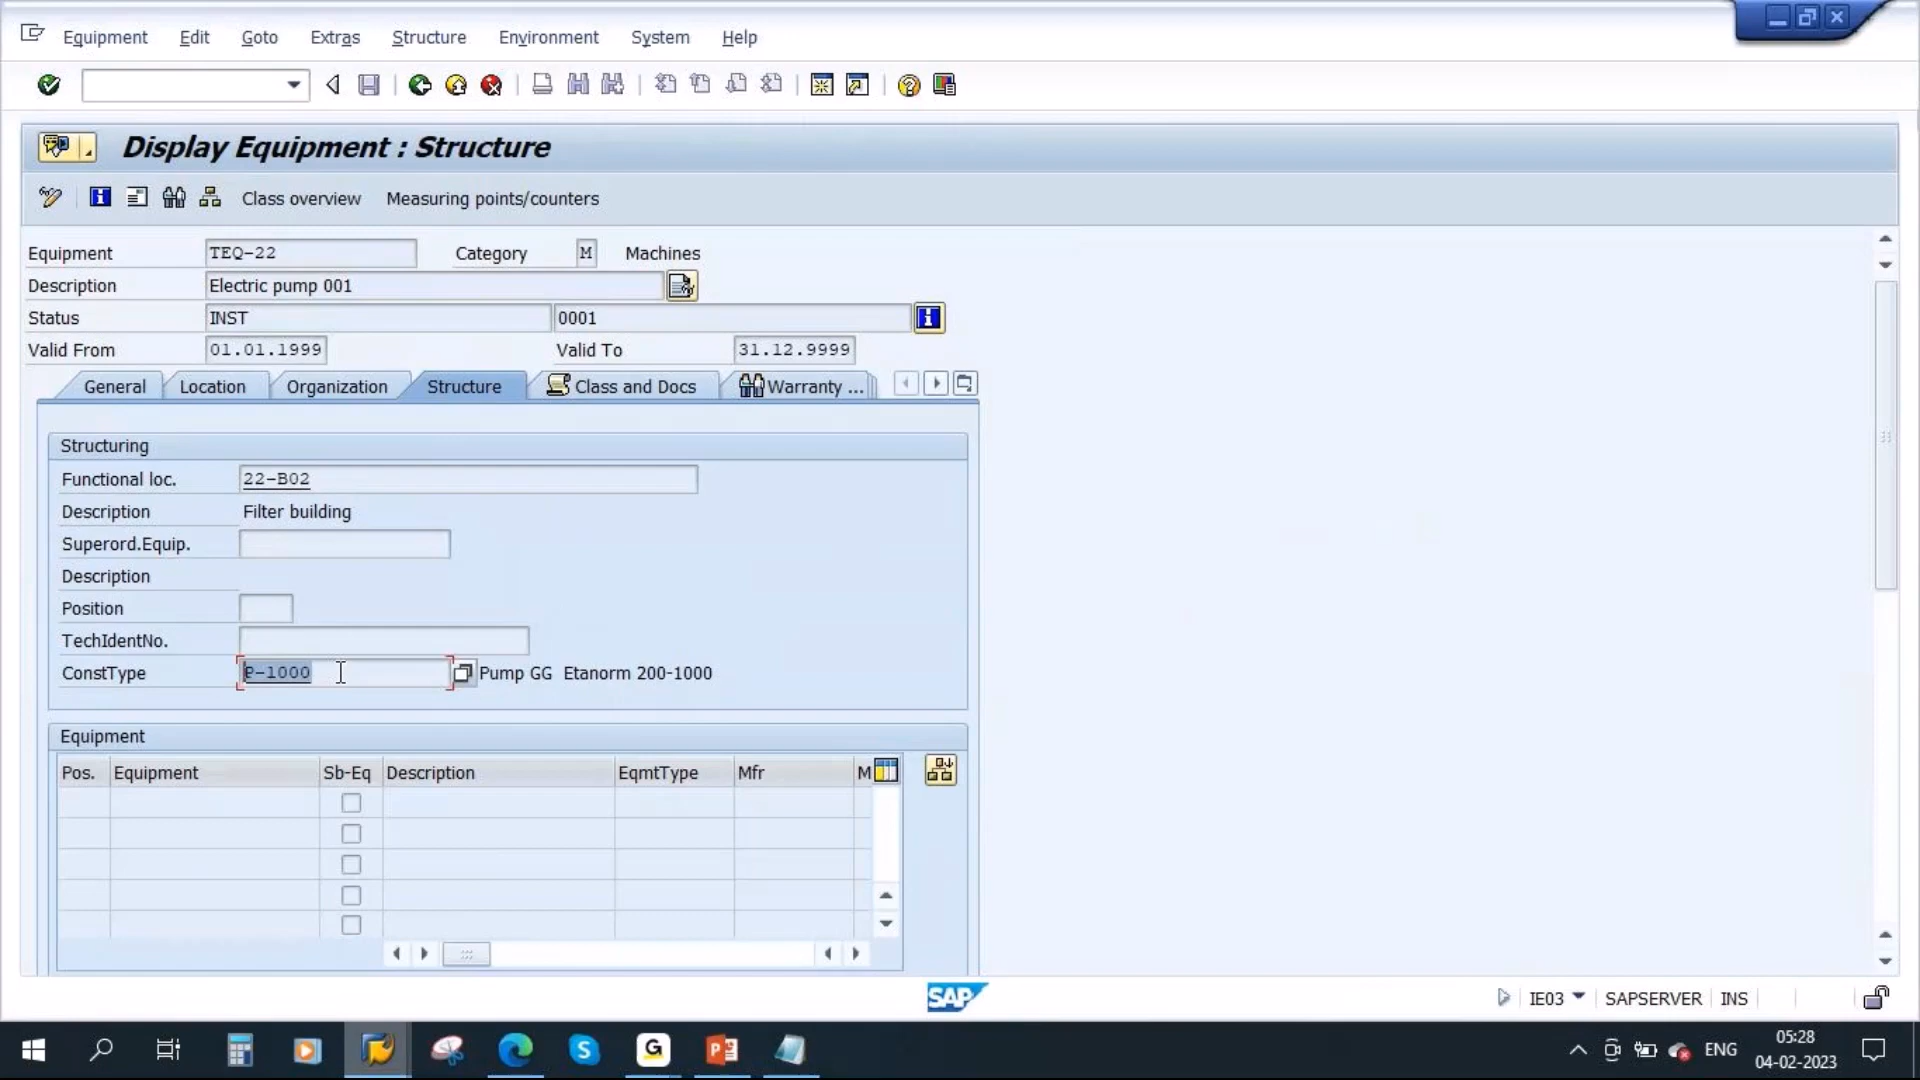 Equipment Edit Goto Extras Structure Environment System Help
Display Equipment : Structure
Class overview Measuring points/counters
Equipment TEQ-22 Category M Machines
Description Electric pump 001
Status INST 0001
Valid From 01.01.1999 Valid To 31.12.9999
General Location Organization Structure Class and Docs Warranty ...
Structuring
Functional loc. 22-B02
Description Filter building
Superord.Equip.
Description
Position
TechIdentNo.
ConstType P-1000 Pump GG Etanorm 200-1000
Equipment
Pos. Equipment Sb-Eq Description EqmtType Mfr M
SAP
IE03 SAPSERVER INS
ENG 05:28
04-02-2023